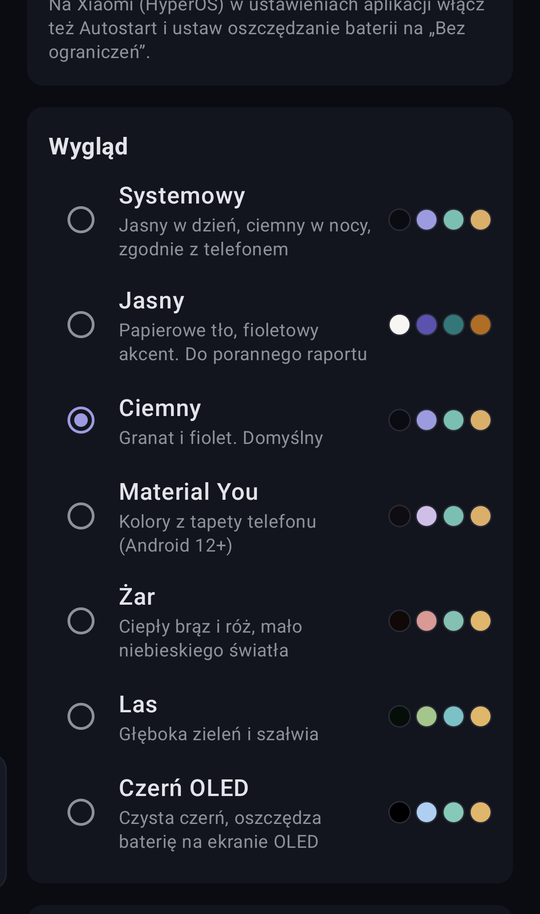 Na Xiaomi (HyperOS) w ustawieniach aplikacji włącz
też Autostart i ustaw oszczędzanie baterii na „Bez
ograniczeń”.
Wygląd
Systemowy
Jasny w dzień, ciemny w nocy,
zgodnie z telefonem
Jasny
Papierowe tło, fioletowy
akcent. Do porannego raportu
Ciemny
Granat i fiolet. Domyślny
Material You
Kolory z tapety telefonu
(Android 12+)
Żar
Ciepły brąz i róż, mało
niebieskiego światła
Las
Głęboka zieleń i szałwia
Czerń OLED
Czysta czerń, oszczędza
baterię na ekranie OLED